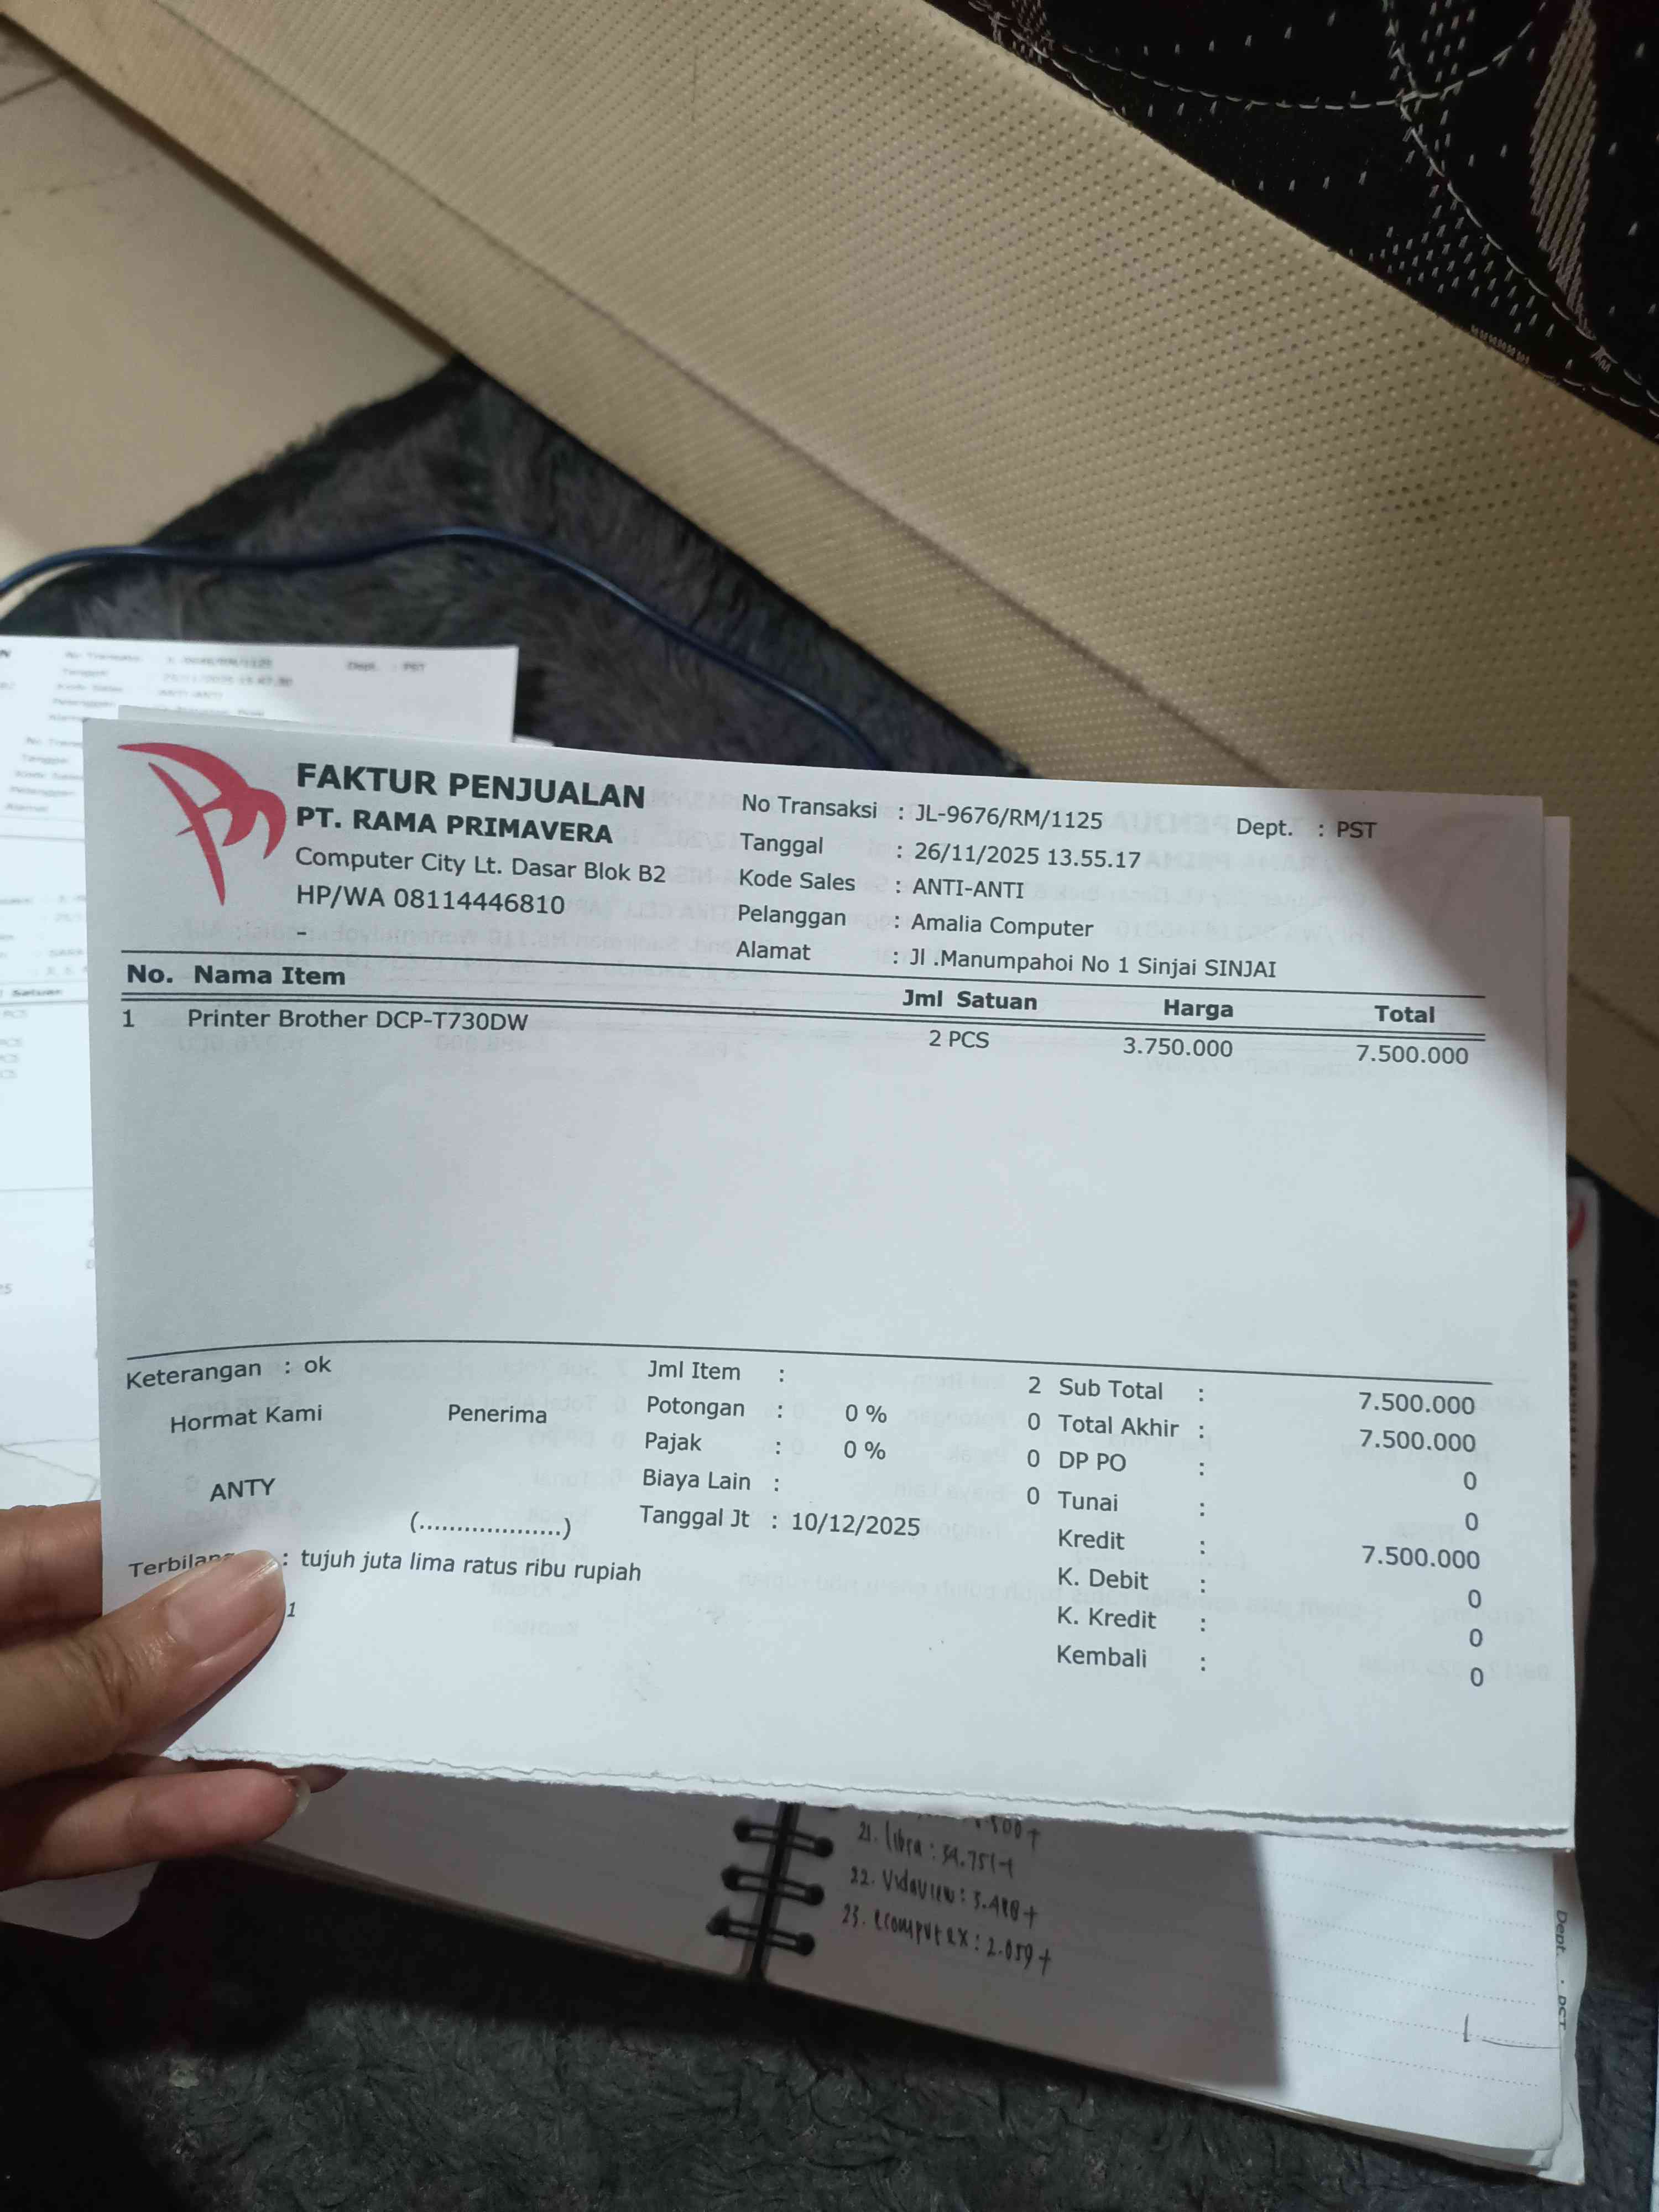 FAKTUR PENJUALAN
PT. RAMA PRIMAVERA
Computer City Lt. Dasar Blok B2
HP/WA 08114446810
-
No Transaksi : JL-9676/RM/1125 Dept. : PST
Tanggal : 26/11/2025 13.55.17
Kode Sales : ANTI-ANTI
Pelanggan : Amalia Computer
Alamat : Jl .Manumpahoi No 1 Sinjai SINJAI
No. Nama Item Jml Satuan Harga Total
1 Printer Brother DCP-T730DW 2 PCS 3.750.000 7.500.000
Keterangan : ok
Hormat Kami Penerima
ANTY
(...................)
Jml Item : 2
Potongan : 0 % 0
Pajak : 0 % 0
Biaya Lain : 0
Tanggal Jt : 10/12/2025
Sub Total : 7.500.000
Total Akhir : 7.500.000
DP PO : 0
Tunai : 0
Kredit : 7.500.000
K. Debit : 0
K. Kredit : 0
Kembali : 0
: tujuh juta lima ratus ribu rupiah
1
21. libra :
22. Vidaview : 3.488 +
23. ecomputex : 2.059 +
Dept. : PST